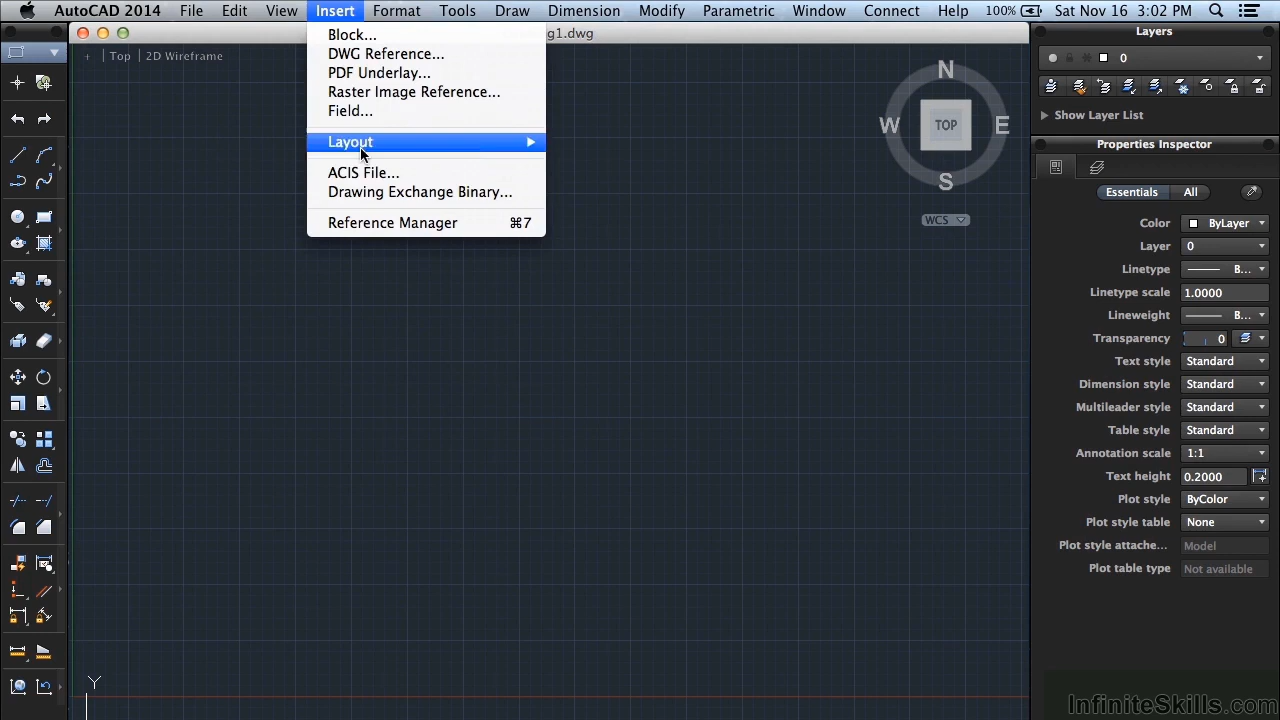 AutoCAD 2014 File Edit View Insert Format Tools Draw Dimension Modify Parametric Window Connect Help 100% Sat Nov 16 3:02 PM
g1.dwg
+ Top 2D Wireframe
Block...
DWG Reference...
PDF Underlay...
Raster Image Reference...
Field...
Layout
ACIS File...
Drawing Exchange Binary...
Reference Manager ⌘7
N
W TOP E
S
WCS
Y
Layers
0
Show Layer List
Properties Inspector
Essentials All
Color ByLayer
Layer 0
Linetype B...
Linetype scale 1.0000
Lineweight B...
Transparency 0
Text style Standard
Dimension style Standard
Multileader style Standard
Table style Standard
Annotation scale 1:1
Text height 0.2000
Plot style ByColor
Plot style table None
Plot style attache... Model
Plot table type Not available
InfiniteSkills.com